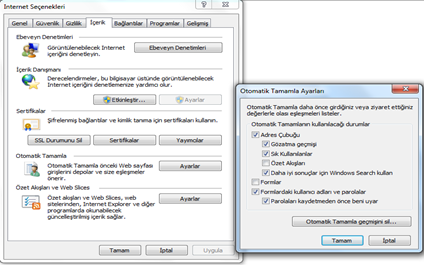 İnternet Seçenekleri
Genel
Güvenlik
Gizlilik
İçerik
Bağlantılar
Programlar
Gelişmiş
Ebeveyn Denetimleri
Görüntülenebilecek Internet
içeriğini denetleyin.
Ebeveyn Denetimleri
İçerik Danışmanı
Derecelendirmeler, bu bilgisayar üstünde görülebilecek Internet
içeriğini denetlemenize yardımcı olur.
Etkinleştir...
Ayarlar
Sertifikalar
Şifrelenmiş bağlantılar ve kimlik tanıma için sertifikaları kullanın.
SSL Durumunu Sil
Sertifikalar
Yayımcılar
Otomatik Tamamla
Otomatik Tamamla önceki Web sayfası
girişlerini depolar ve size eşleşmeler
önerir.
Ayarlar
Özet Akışları ve Web Slices
Özet akışları ve Web Slices, web
sitelerinden, Internet Explorer ve diğer
programlarda okunabilecek
güncelleştirilmiş içerik sağlar.
Ayarlar
Tamam
İptal
Uygula
Otomatik Tamamla Ayarları
Otomatik Tamamla daha önce girdiğiniz veya ziyaret ettiğiniz
değerlerle olası eşleşmeleri listeler.
Otomatik Tamamların kullanılacağı durumlar
Adres Çubuğu
Gözatma geçmişi
Sık Kullanılanlar
Özet Akışları
Daha iyi sonuçlar için Windows Search kullan
Formlar
Formlardaki kullanıcı adları ve parolalar
Parolaları kaydetmeden önce beni uyar
Otomatik Tamamla geçmişini sil...
Tamam
İptal